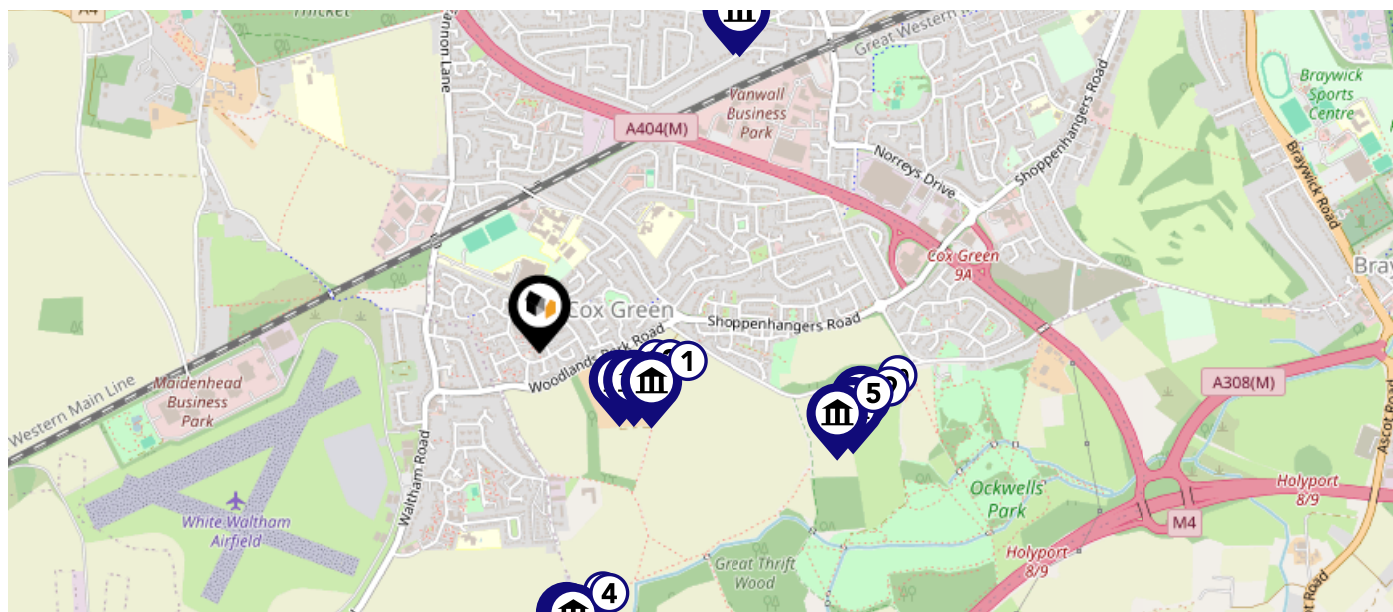 A4
Thicket
Cannon Lane
Great Western
Vanwall
Business
Park
A404(M)
Norreys Drive
Shoppenhangers Road
Braywick
Sports
Centre
Braywick Road
Cox Green
9A
Bray
Cox Green
Shoppenhangers Road
Woodlands Park Road
1
5
A308(M)
Western Main Line
Maidenhead
Business
Park
Waltham Road
Ascot Road
White Waltham
Airfield
Ockwells
Park
Holyport
8/9
M4
Holyport
8/9
Great Thrift
Wood
4
Road